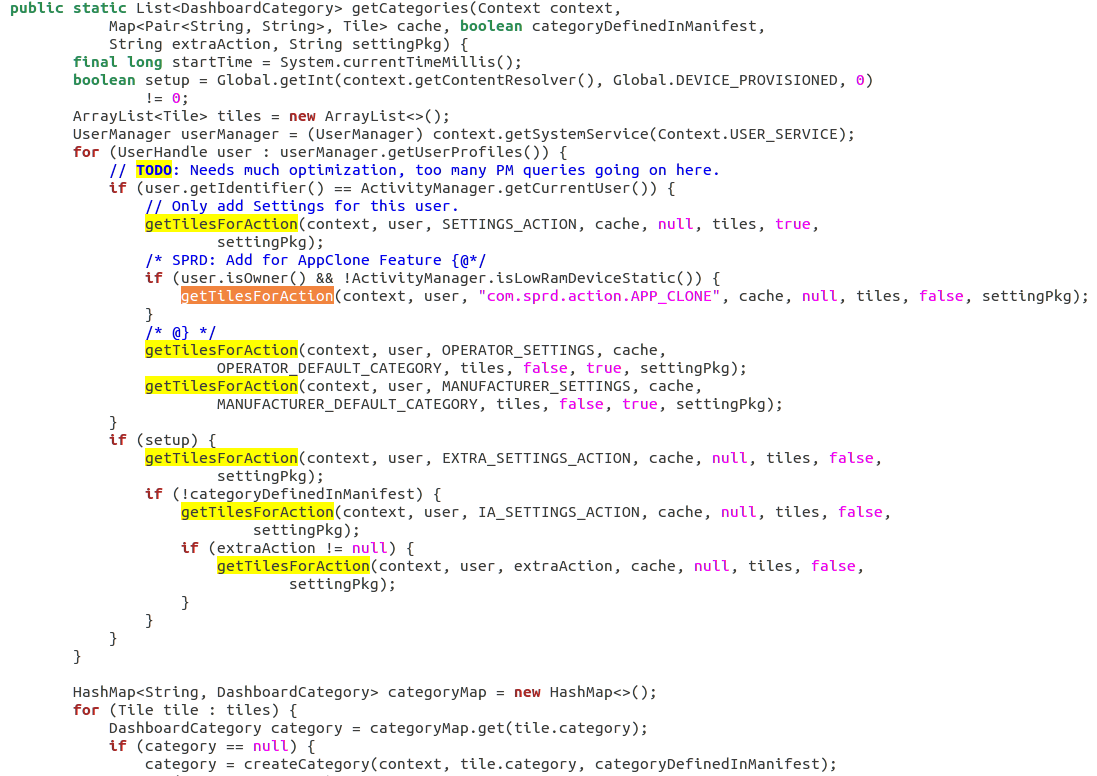 public static List<DashboardCategory> getCategories(Context context,
            Map<Pair<String, String>, Tile> cache, boolean categoryDefinedInManifest,
            String extraAction, String settingPkg) {
        final long startTime = System.currentTimeMillis();
        boolean setup = Global.getInt(context.getContentResolver(), Global.DEVICE_PROVISIONED, 0)
                != 0;
        ArrayList<Tile> tiles = new ArrayList<>();
        UserManager userManager = (UserManager) context.getSystemService(Context.USER_SERVICE);
        for (UserHandle user : userManager.getUserProfiles()) {
            // TODO: Needs much optimization, too many PM queries going on here.
            if (user.getIdentifier() == ActivityManager.getCurrentUser()) {
                // Only add Settings for this user.
                getTilesForAction(context, user, SETTINGS_ACTION, cache, null, tiles, true,
                        settingPkg);
                /* SPRD: Add for AppClone Feature {@*/
                if (user.isOwner() && !ActivityManager.isLowRamDeviceStatic()) {
                    getTilesForAction(context, user, "com.sprd.action.APP_CLONE", cache, null, tiles, false, settingPkg);
                }
                /* @} */
                getTilesForAction(context, user, OPERATOR_SETTINGS, cache,
                        OPERATOR_DEFAULT_CATEGORY, tiles, false, true, settingPkg);
                getTilesForAction(context, user, MANUFACTURER_SETTINGS, cache,
                        MANUFACTURER_DEFAULT_CATEGORY, tiles, false, true, settingPkg);
            }
            if (setup) {
                getTilesForAction(context, user, EXTRA_SETTINGS_ACTION, cache, null, tiles, false,
                        settingPkg);
                if (!categoryDefinedInManifest) {
                    getTilesForAction(context, user, IA_SETTINGS_ACTION, cache, null, tiles, false,
                            settingPkg);
                    if (extraAction != null) {
                        getTilesForAction(context, user, extraAction, cache, null, tiles, false,
                                settingPkg);
                    }
                }
            }
        }

        HashMap<String, DashboardCategory> categoryMap = new HashMap<>();
        for (Tile tile : tiles) {
            DashboardCategory category = categoryMap.get(tile.category);
            if (category == null) {
                category = createCategory(context, tile.category, categoryDefinedInManifest);